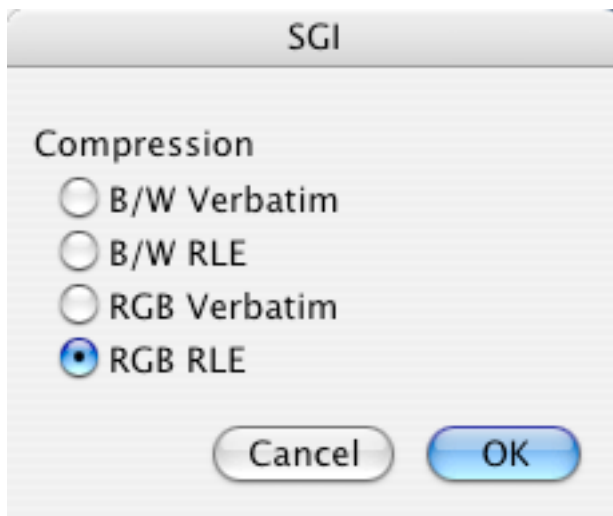 SGI
Compression
B/W Verbatim
B/W RLE
RGB Verbatim
RGB RLE
Cancel OK